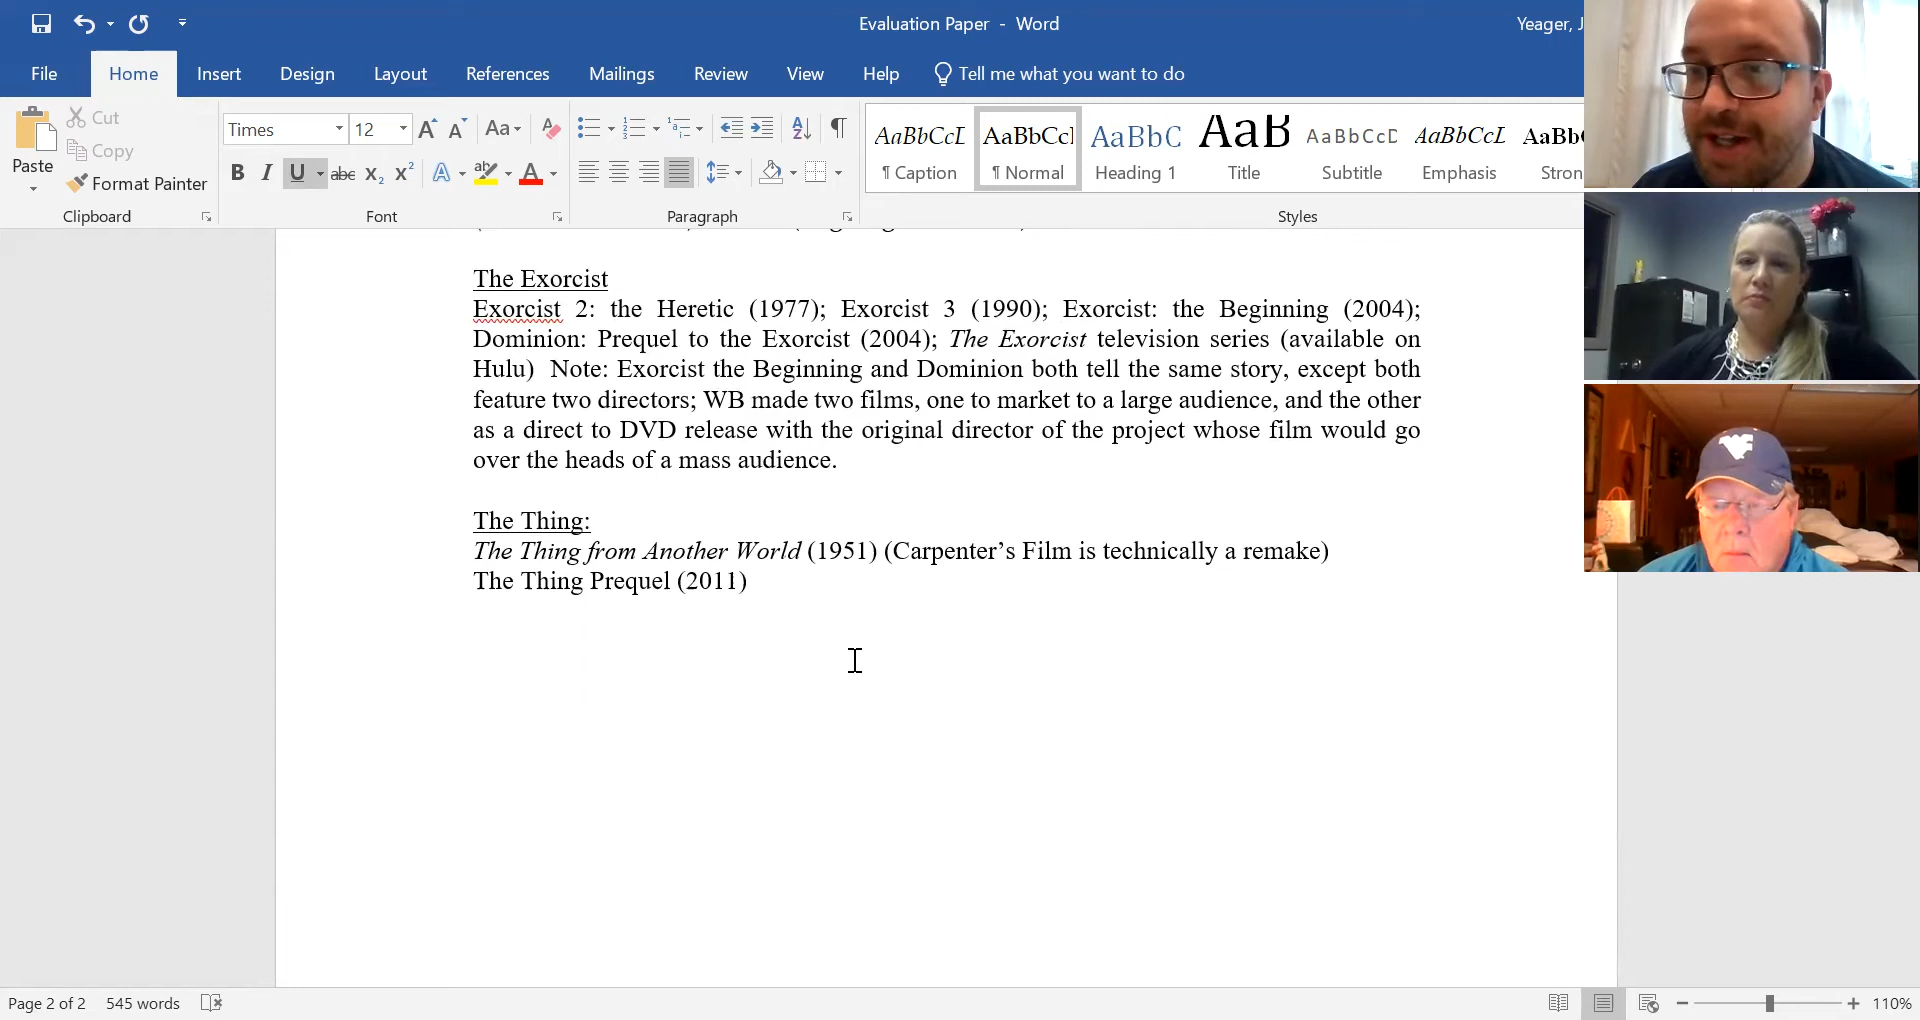 Evaluation Paper - Word
Yeager, J
File Home Insert Design Layout References Mailings Review View Help Tell me what you want to do
Paste
Cut
Copy
Format Painter
Clipboard
Times 12
Font
Paragraph
AaBbCcL AaBbCcI AaBbC AaB AaBbCcD AaBbCcL AaBb
¶ Caption ¶ Normal Heading 1 Title Subtitle Emphasis Stron
Styles
The Exorcist
Exorcist 2: the Heretic (1977); Exorcist 3 (1990); Exorcist: the Beginning (2004);
Dominion: Prequel to the Exorcist (2004); The Exorcist television series (available on
Hulu) Note: Exorcist the Beginning and Dominion both tell the same story, except both
feature two directors; WB made two films, one to market to a large audience, and the other
as a direct to DVD release with the original director of the project whose film would go
over the heads of a mass audience.
The Thing:
The Thing from Another World (1951) (Carpenter’s Film is technically a remake)
The Thing Prequel (2011)
Page 2 of 2 545 words
110%